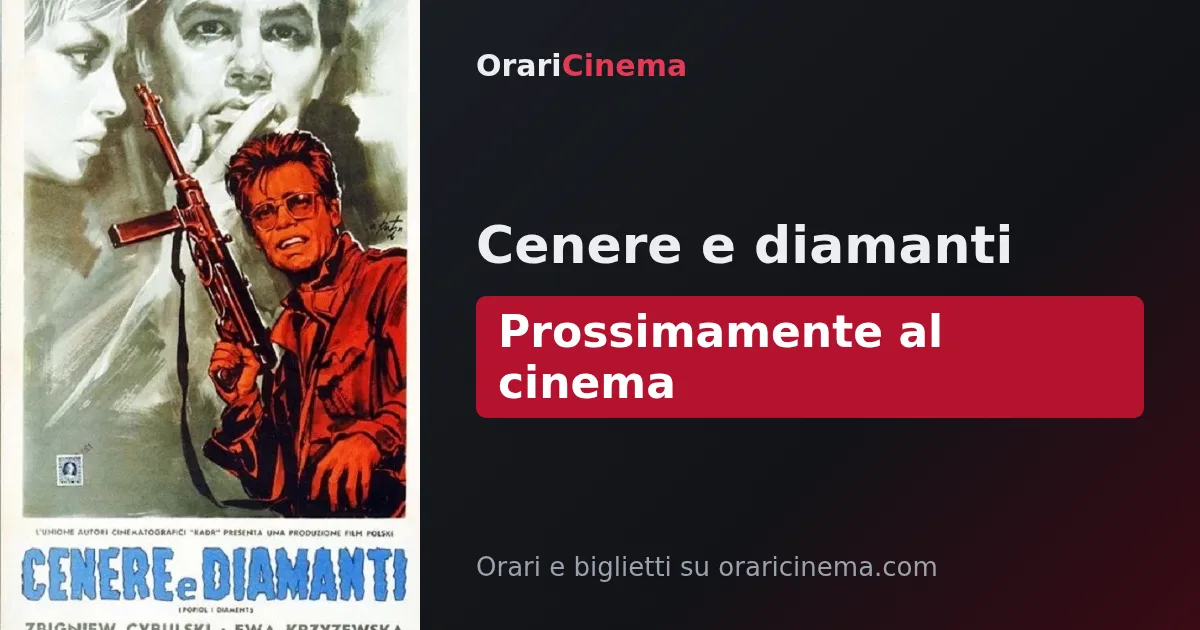 L'UNIONE AUTORI CINEMATOGRAFICI "KADR" PRESENTA UNA PRODUZIONE FILM POLSKI
CENERE e DIAMANTI
(POPIOL I DIAMENT)
ZBIGNIEW CYBULSKI · EWA KRZYZEWSKA
OrariCinema
Cenere e diamanti
Prossimamente al
cinema
Orari e biglietti su oraricinema.com